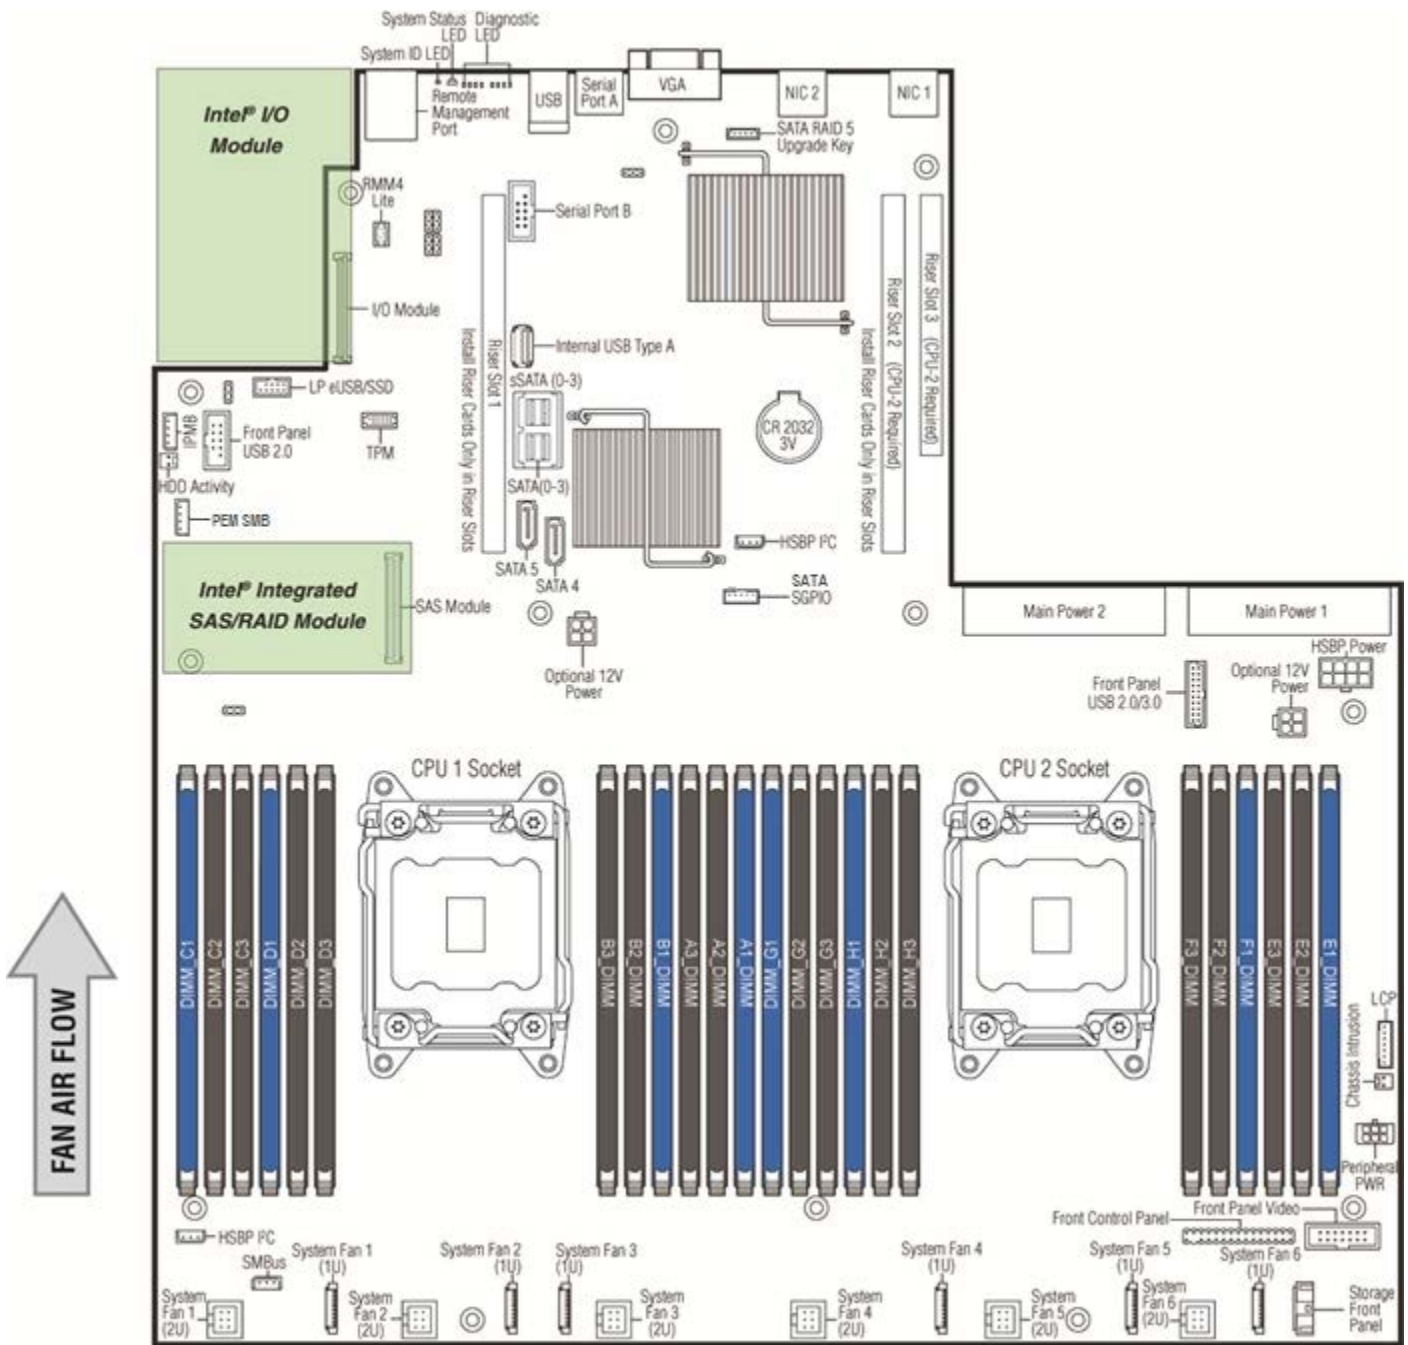 System Status
LED
Diagnostic
LED
System ID LED
Remote
Management
Port
USB
Serial
Port A
VGA
NIC 2
NIC 1
SATA RAID 5
Upgrade Key
Intel® I/O
Module
RMM4
Lite
Serial Port B
I/O Module
Internal USB Type A
sSATA (0-3)
Riser Slot 1
Install Riser Cards Only in Riser Slots
Riser Slot 2 (CPU-2 Required)
Install Riser Cards Only in Riser Slots
Riser Slot 3 (CPU-2 Required)
LP eUSB/SSD
IPMB
Front Panel
USB 2.0
TPM
CR 2032
3V
HDD Activity
SATA(0-3)
PEM SMB
HSBP I²C
SATA 5
SATA 4
SATA
SGPIO
Intel® Integrated
SAS/RAID Module
SAS Module
Main Power 2
Main Power 1
Optional 12V
Power
HSBP Power
Optional 12V
Power
Front Panel
USB 2.0/3.0
CPU 1 Socket
CPU 2 Socket
DIMM_C1
DIMM_C2
DIMM_C3
DIMM_D1
DIMM_D2
DIMM_D3
B3_DIMM
B2_DIMM
B1_DIMM
A3_DIMM
A2_DIMM
A1_DIMM
DIMM_G1
DIMM_G2
DIMM_G3
DIMM_H1
DIMM_H2
DIMM_H3
F3_DIMM
F2_DIMM
F1_DIMM
E3_DIMM
E2_DIMM
E1_DIMM
FAN AIR FLOW
LCP
Chassis Intrusion
Peripheral
PWR
Front Panel Video
Front Control Panel
HSBP I²C
SMBus
System Fan 1
(1U)
System Fan 2
(1U)
System Fan 3
(1U)
System Fan 4
(1U)
System Fan 5
(1U)
System Fan 6
(1U)
System
Fan 1
(2U)
System
Fan 2
(2U)
System
Fan 3
(2U)
System
Fan 4
(2U)
System
Fan 5
(2U)
System
Fan 6
(2U)
Storage
Front
Panel